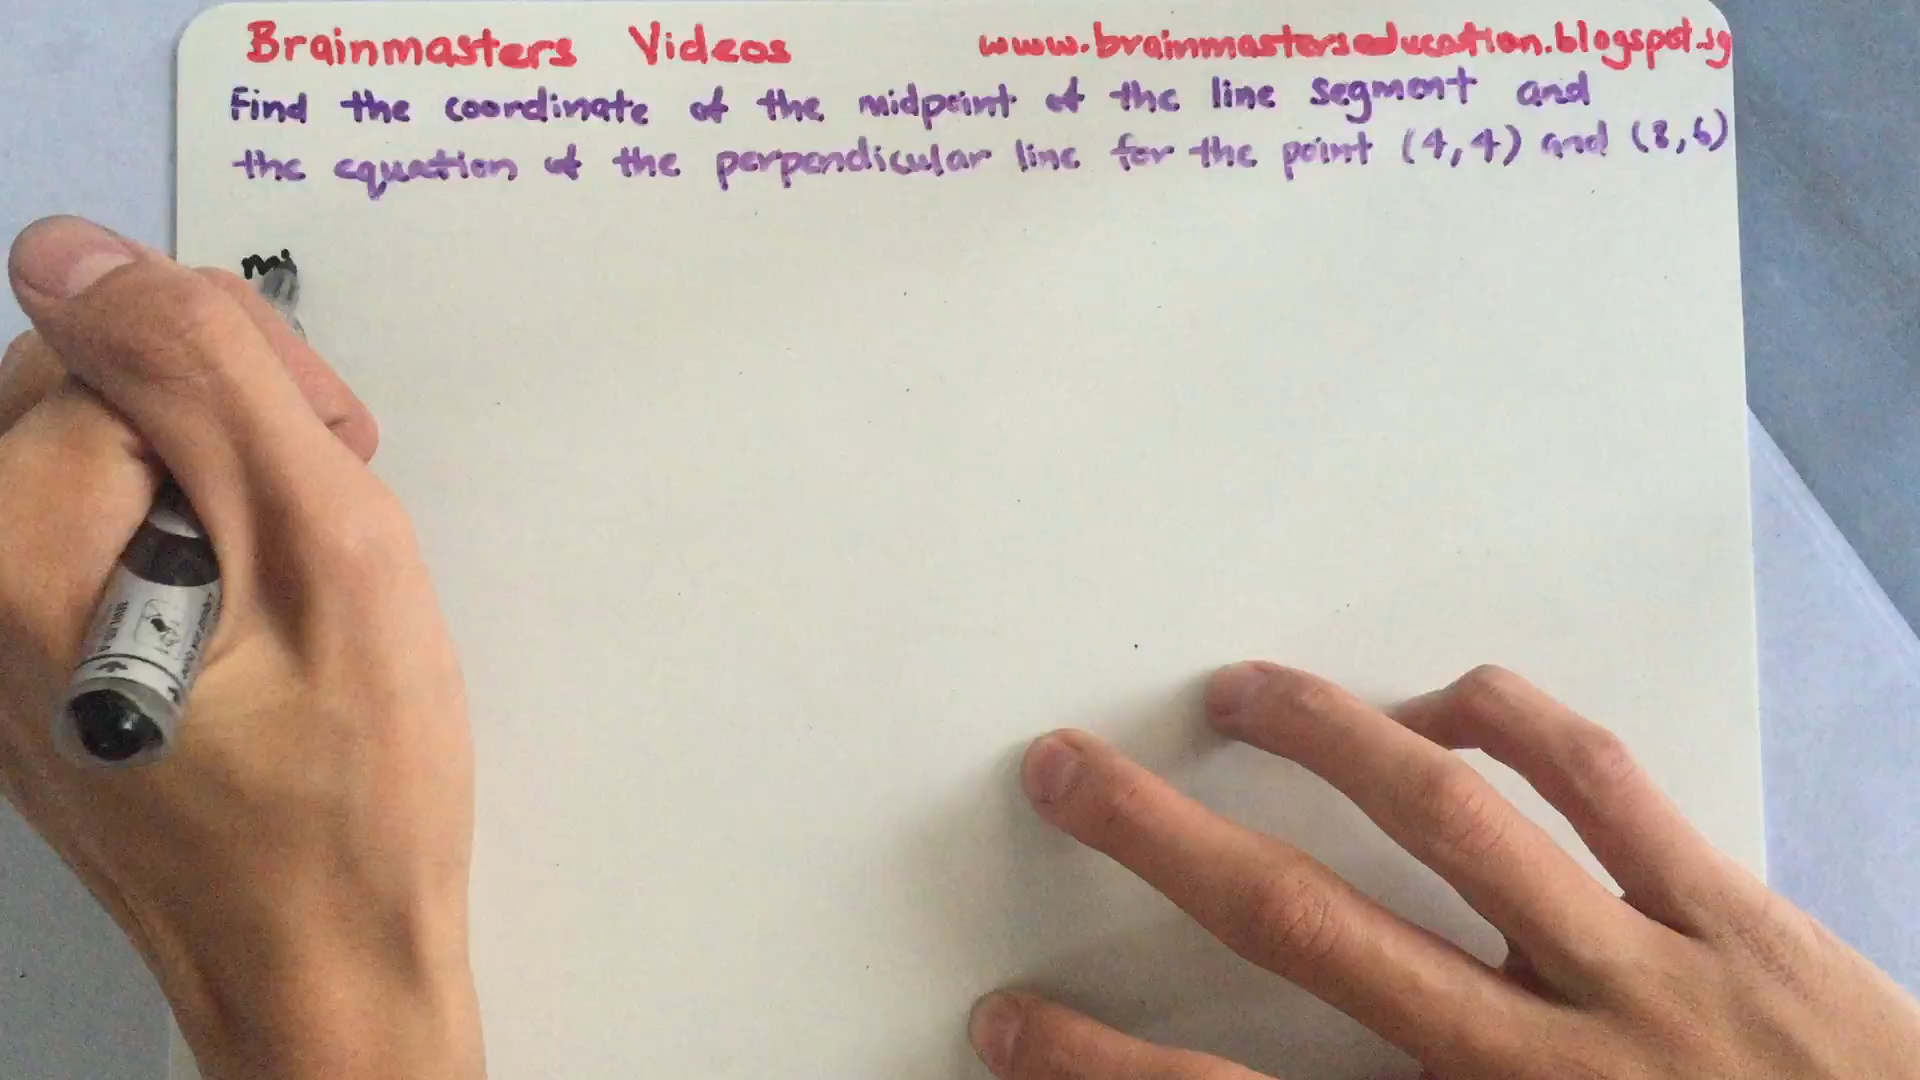 Brainmasters Videos www.brainmasterseducation.blogspot.sg
Find the coordinate of the midpoint of the line segment and
the equation of the perpendicular line for the point (4,4) and (8,6)
mi